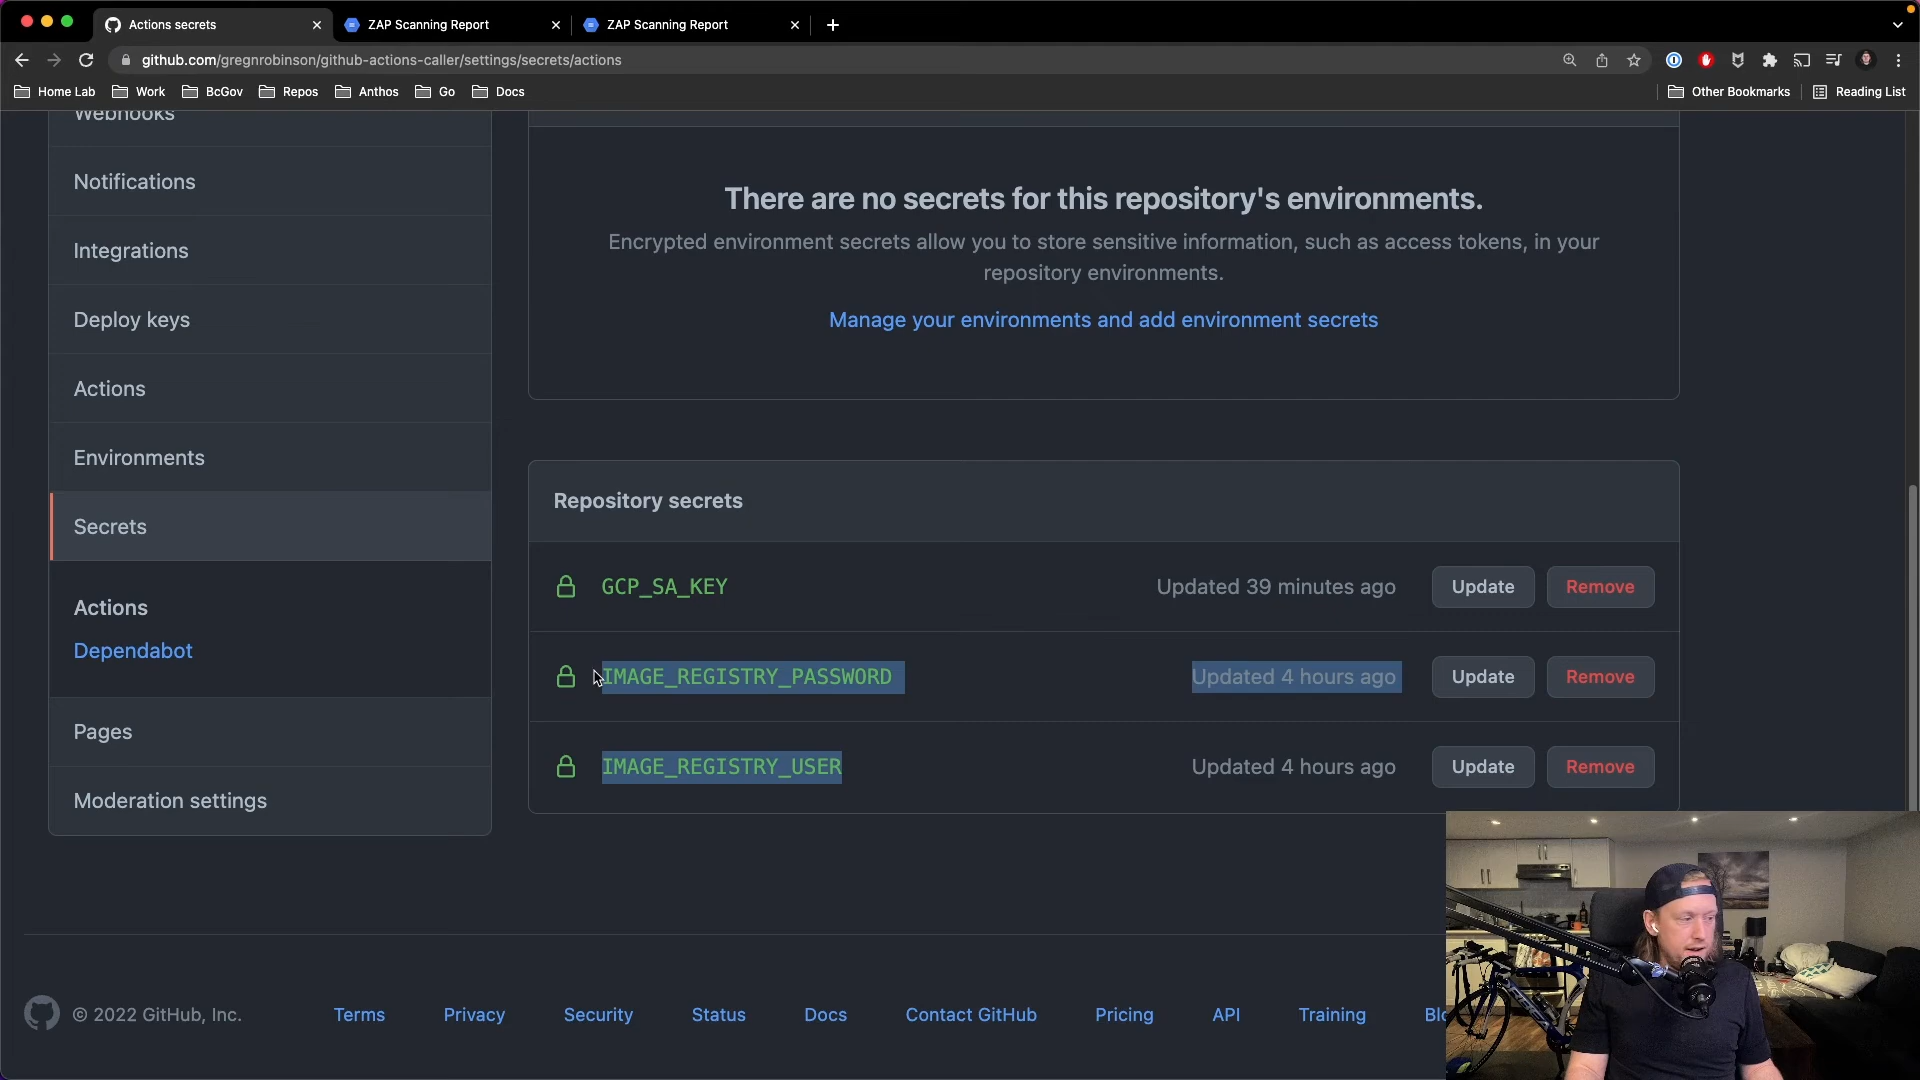 Actions secrets
ZAP Scanning Report
ZAP Scanning Report
github.com/gregnrobinson/github-actions-caller/settings/secrets/actions
Home Lab
Work
BcGov
Repos
Anthos
Go
Docs
Other Bookmarks
Reading List
Webhooks
Notifications
Integrations
Deploy keys
Actions
Environments
Secrets
Actions
Dependabot
Pages
Moderation settings
There are no secrets for this repository's environments.
Encrypted environment secrets allow you to store sensitive information, such as access tokens, in your
repository environments.
Manage your environments and add environment secrets
Repository secrets
GCP_SA_KEY Updated 39 minutes ago Update Remove
IMAGE_REGISTRY_PASSWORD Updated 4 hours ago Update Remove
IMAGE_REGISTRY_USER Updated 4 hours ago Update Remove
© 2022 GitHub, Inc. Terms Privacy Security Status Docs Contact GitHub Pricing API Training